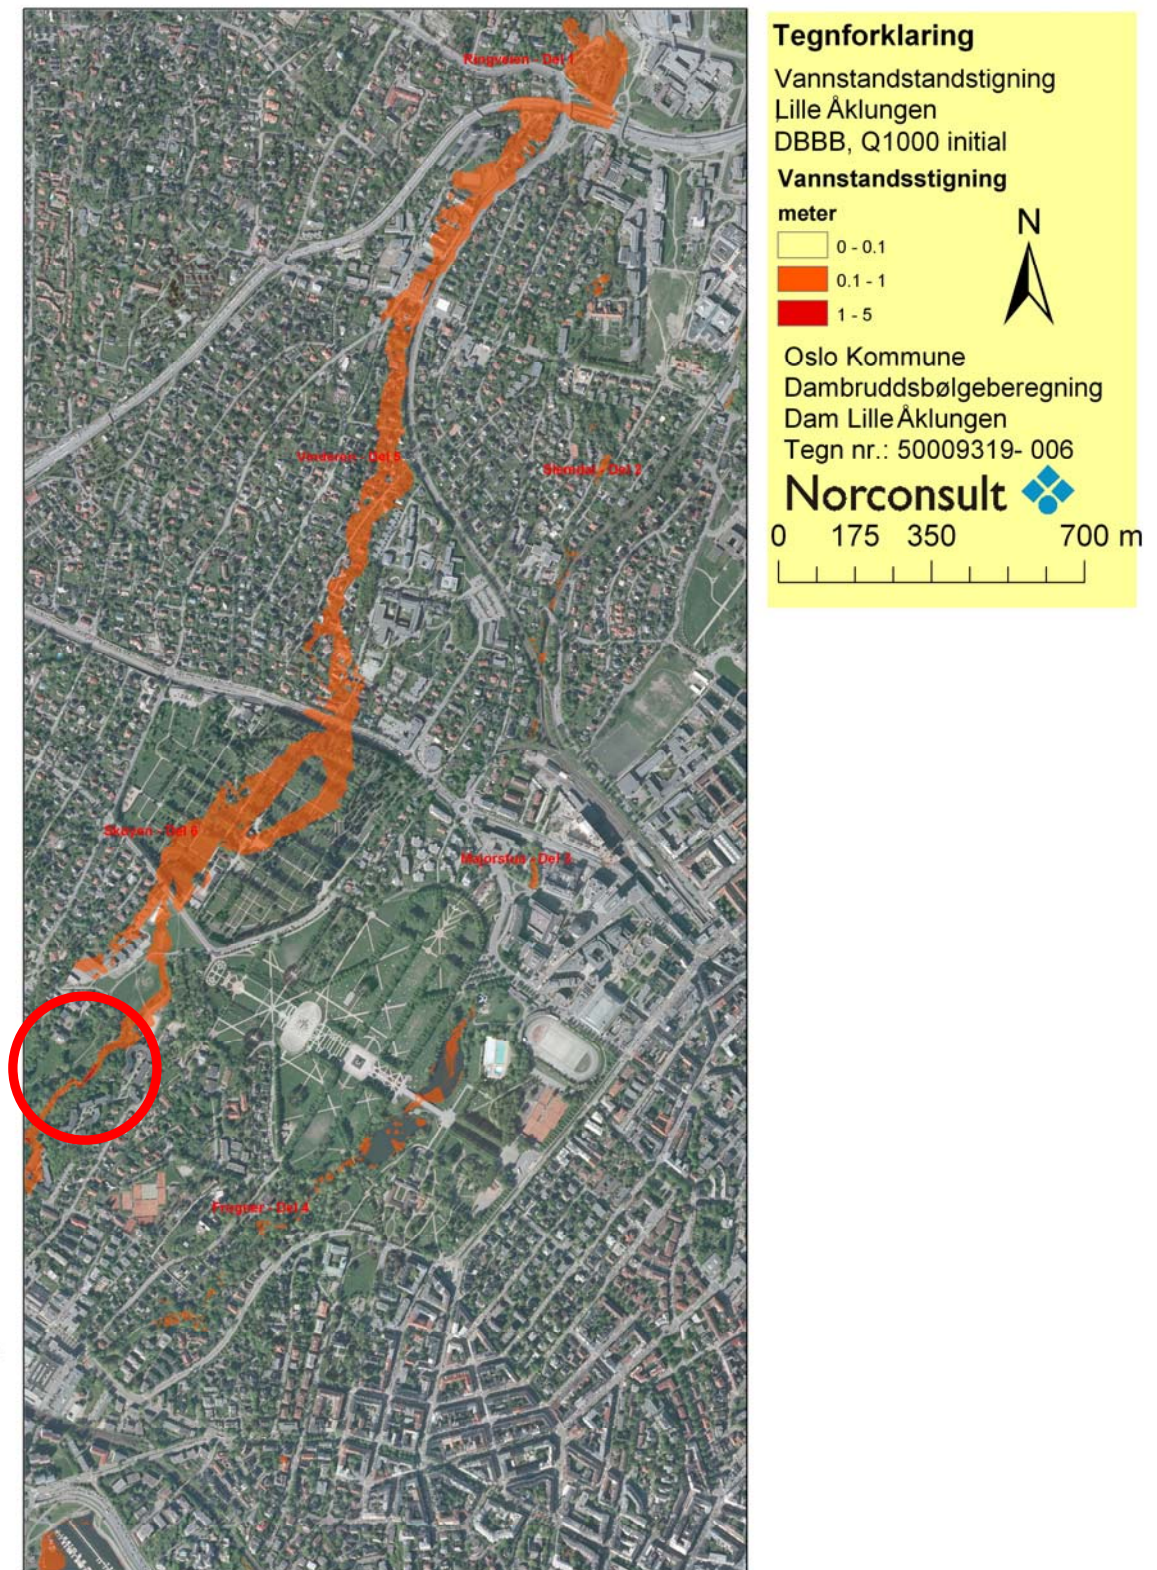 Ringveien - Del 1
Vinderen - Del 5
Slemdal - Del 2
Skøyen - Del 6
Majorstua - Del 3
Frogner - Del 4
Tegnforklaring
Vannstandstandstigning
Lille Åklungen
DBBB, Q1000 initial
Vannstandsstigning
meter
N
0 - 0.1
0.1 - 1
1 - 5
Oslo Kommune
Dambruddsbølgeberegning
Dam Lille Åklungen
Tegn nr.: 50009319- 006
Norconsult
0 175 350 700 m